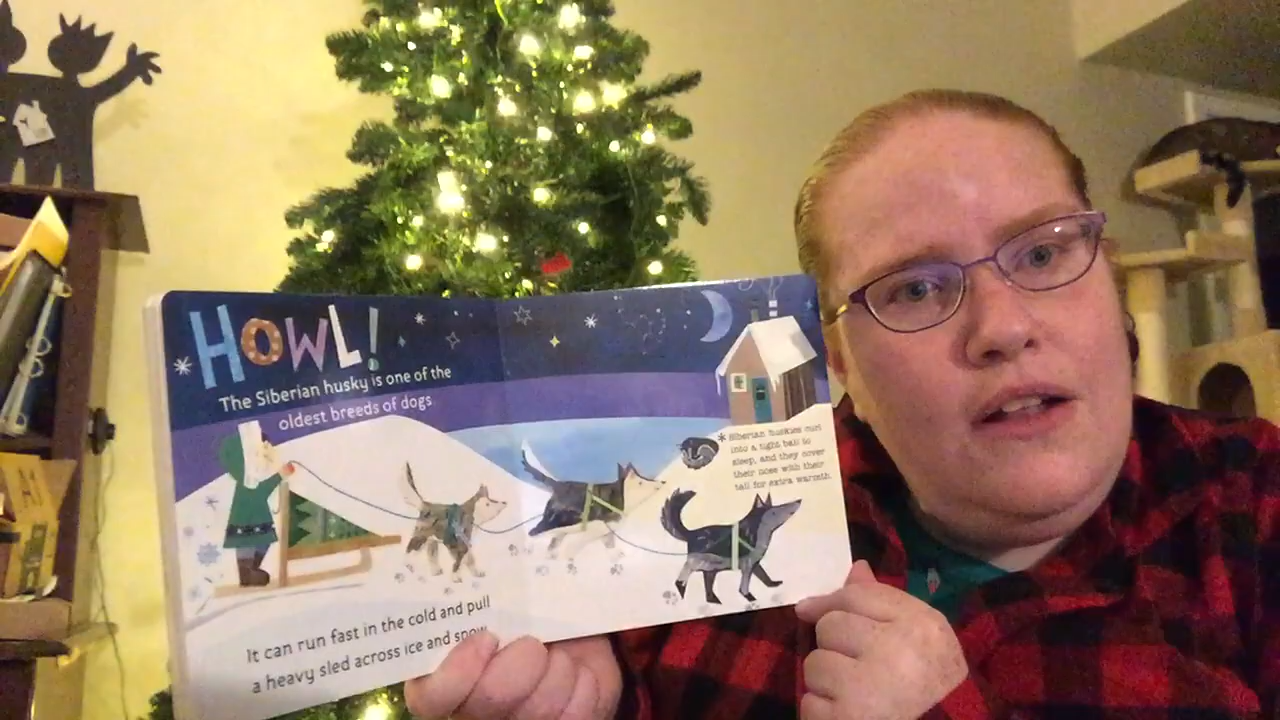 HOWL!
The Siberian husky is one of the
oldest breeds of dogs
* Siberian huskies curl
into a tight ball to
sleep, and they cover
their nose with their
tail for extra warmth.
It can run fast in the cold and pull
a heavy sled across ice and snow.